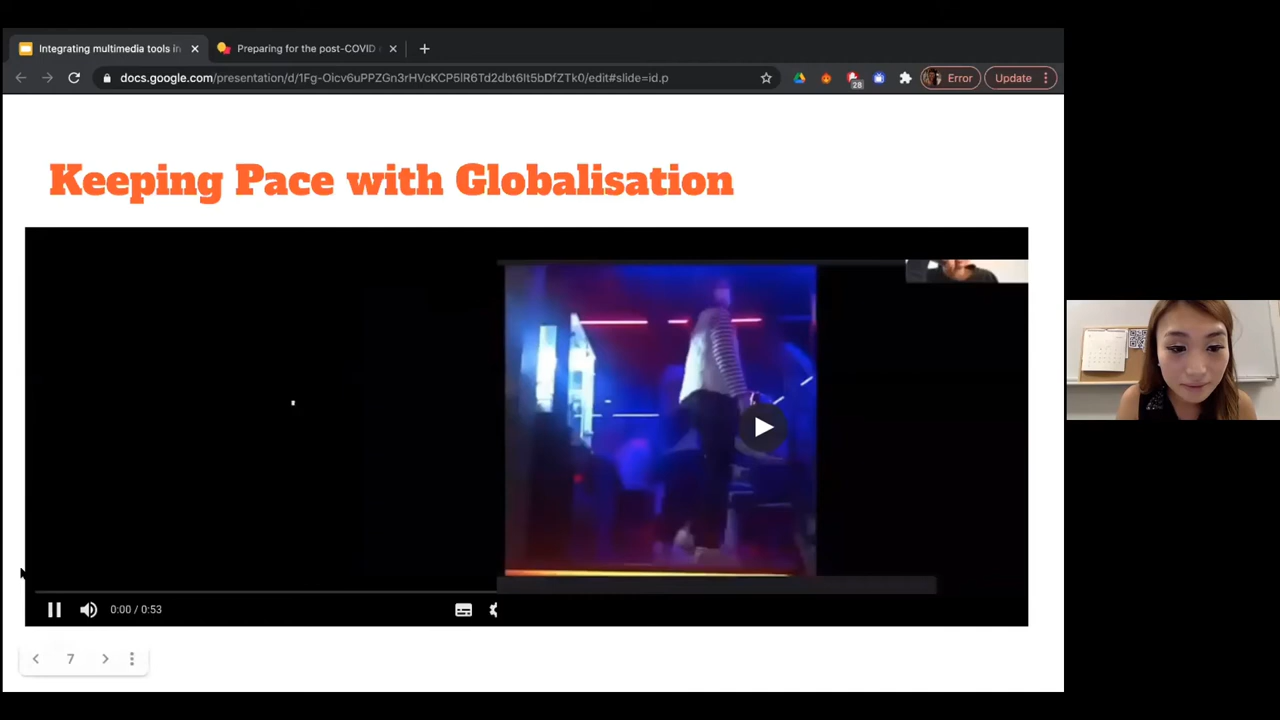 Integrating multimedia tools in
Preparing for the post-COVID
docs.google.com/presentation/d/1Fg-Oicv6uPPZGn3rHVcKCP5lR6Td2dbt6It5bDfZTk0/edit#slide=id.p
28
Error
Update
Keeping Pace with Globalisation
0:00 / 0:53
7